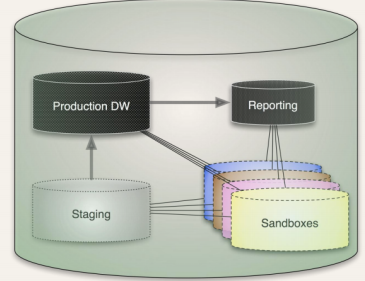 Production DW
Reporting
Staging
Sandboxes